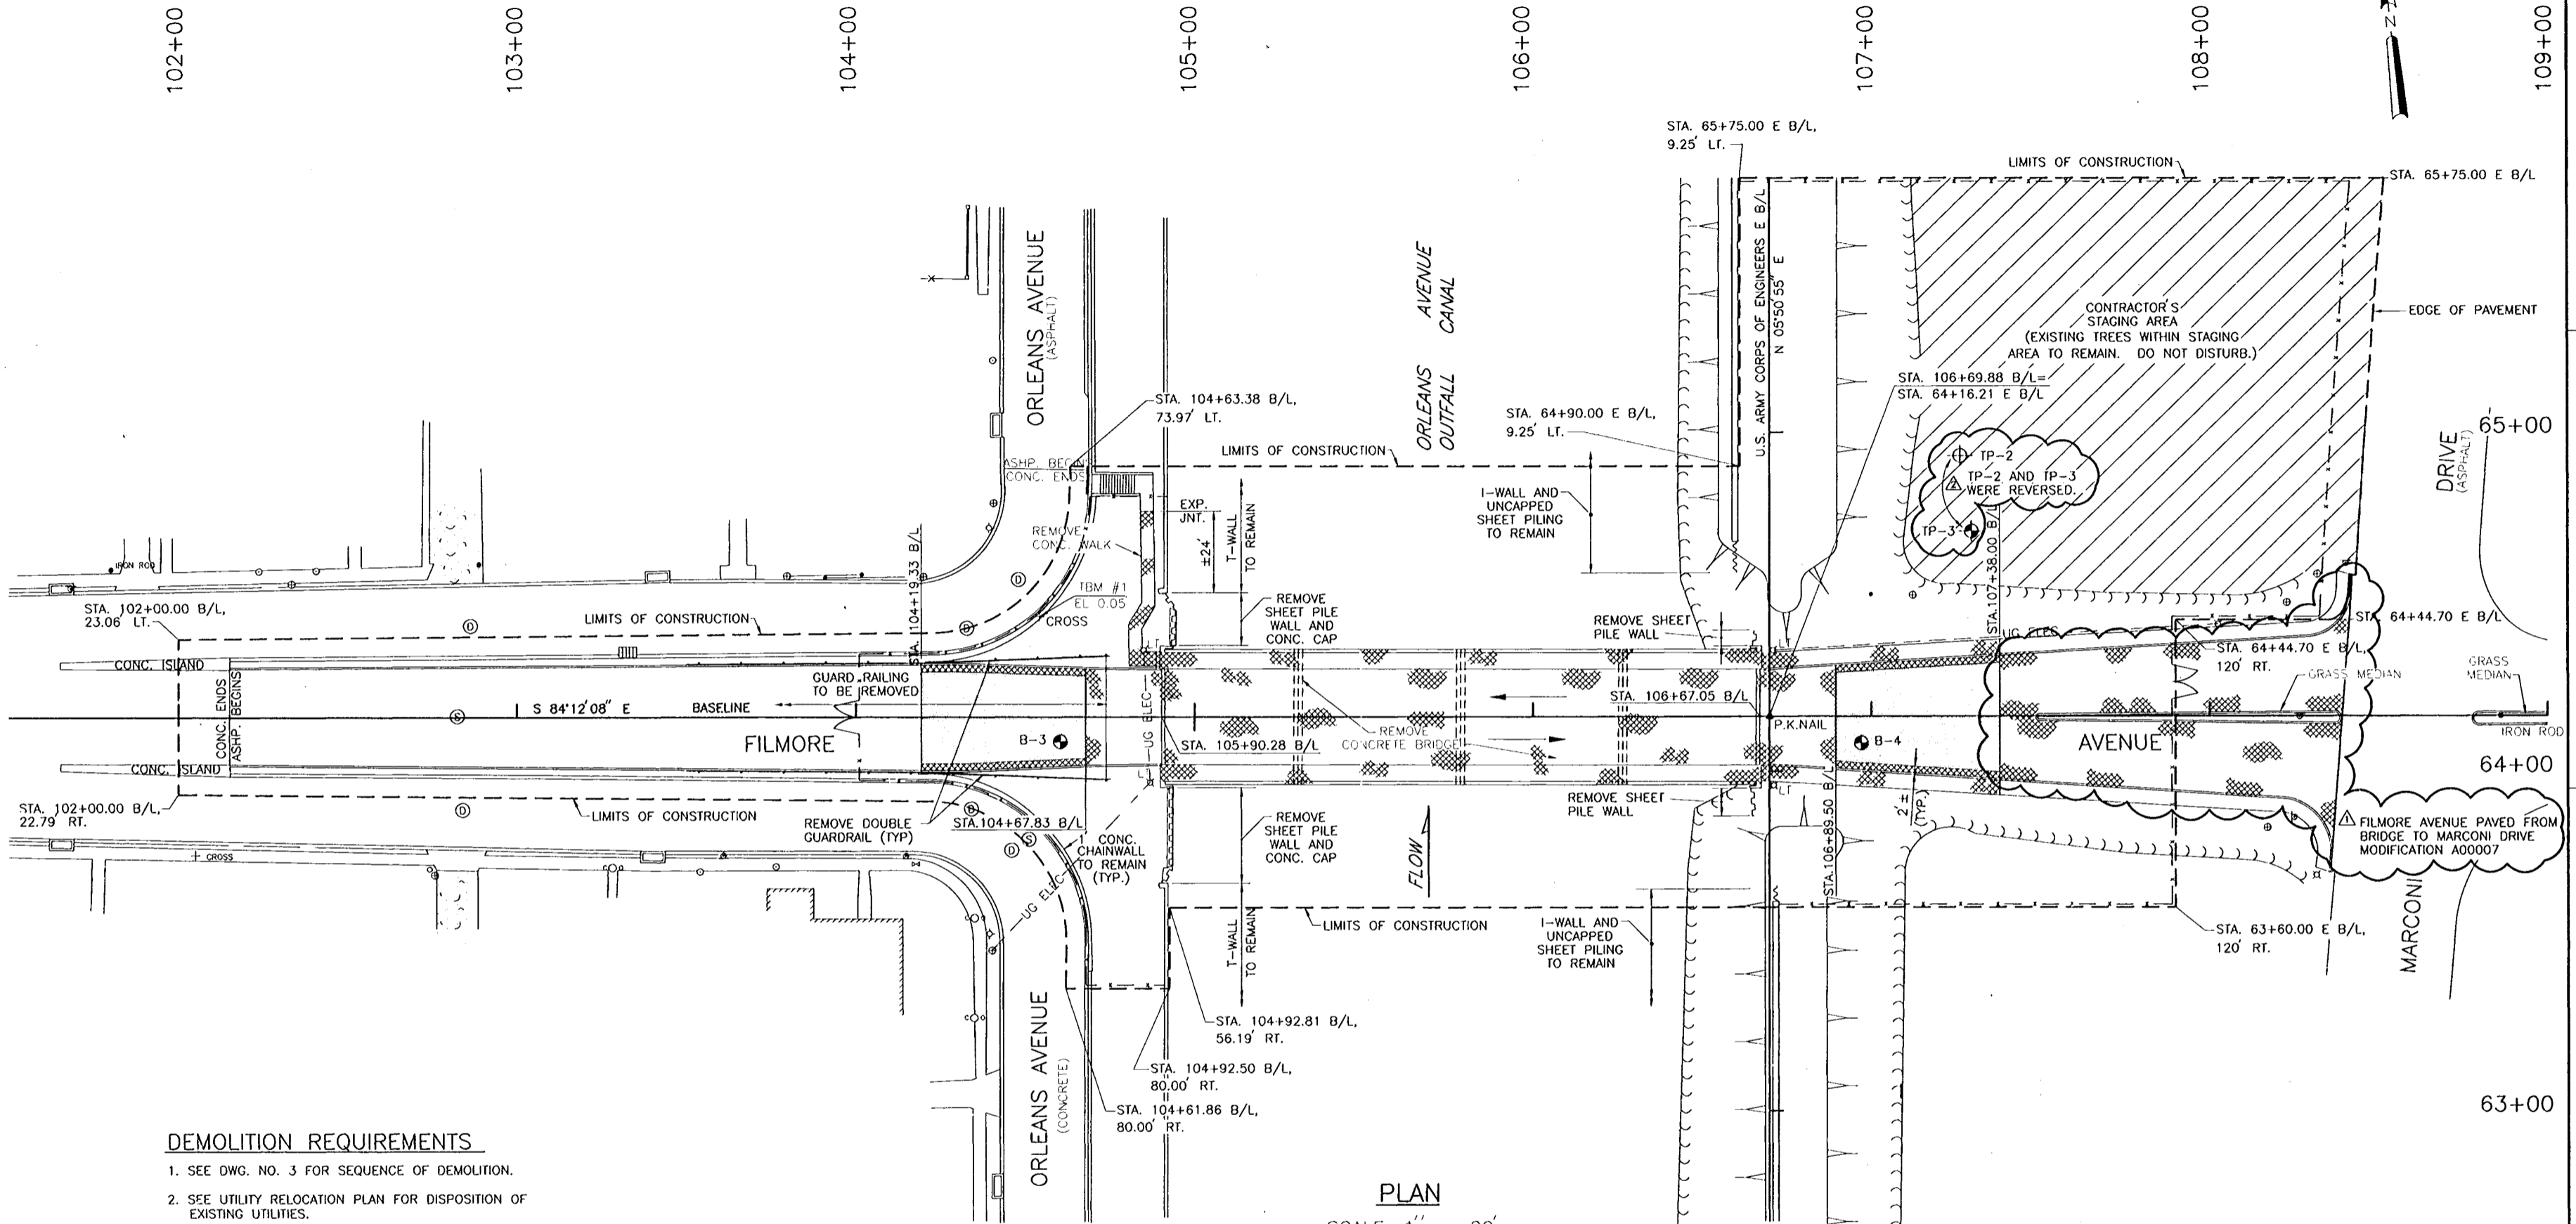 102+00
103+00
104+00
105+00
106+00
107+00
108+00
109+00
STA. 65+75.00 E B/L,
9.25' LT.
LIMITS OF CONSTRUCTION
STA. 65+75.00 E B/L
ORLEANS AVENUE
(ASPHALT)
ORLEANS AVENUE
OUTFALL CANAL
U.S. ARMY CORPS OF ENGINEERS E B/L
N 05°50'55" E
CONTRACTOR'S
STAGING AREA
(EXISTING TREES WITHIN STAGING
AREA TO REMAIN. DO NOT DISTURB.)
EDGE OF PAVEMENT
STA. 106+69.88 B/L=
STA. 64+16.21 E B/L
STA. 104+63.38 B/L,
73.97' LT.
STA. 64+90.00 E B/L,
9.25' LT.
65+00
DRIVE
(ASPHALT)
LIMITS OF CONSTRUCTION
ASHP. BEGINS
CONC. ENDS
TP-2
TP-2 AND TP-3
2
WERE REVERSED.
TP-3
EXP.
JNT.
±24'
T-WALL
TO REMAIN
I-WALL AND
UNCAPPED
SHEET PILING
TO REMAIN
REMOVE
CONC. WALK
IRON ROD
STA. 104+19.33 B/L
STA.107+38.00 B/L
TBM #1
EL 0.05
CROSS
STA. 102+00.00 B/L,
23.06' LT.
LIMITS OF CONSTRUCTION
D
D
D
REMOVE
SHEET PILE
WALL AND
CONC. CAP
REMOVE SHEET
PILE WALL
UG ELEC
STA. 64+44.70 E B/L
STA. 64+44.70 E B/L,
120' RT.
LT
LT
CONC. ISLAND
CONC. ENDS
ASHP. BEGINS
GUARD RAILING
TO BE REMOVED
GRASS MEDIAN
GRASS
MEDIAN
S 84°12'08" E
BASELINE
STA. 106+67.05 B/L
S
P.K.NAIL
IRON ROD
FILMORE
B-3
UG ELEC
STA. 105+90.28 B/L
REMOVE
CONCRETE BRIDGE
B-4
AVENUE
64+00
CONC. ISLAND
LT
LT
STA. 102+00.00 B/L,
22.79' RT.
LIMITS OF CONSTRUCTION
D
D
S
D
REMOVE DOUBLE
GUARDRAIL (TYP)
STA.104+67.83 B/L
CONC.
CHAINWALL
TO REMAIN
(TYP.)
UG ELEC
REMOVE
SHEET PILE
WALL AND
CONC. CAP
REMOVE SHEET
PILE WALL
FLOW
STA.106+89.50 B/L
2'±
(TYP.)
1
FILMORE AVENUE PAVED FROM
BRIDGE TO MARCONI DRIVE
MODIFICATION A00007
CROSS
T-WALL
TO REMAIN
LIMITS OF CONSTRUCTION
I-WALL AND
UNCAPPED
SHEET PILING
TO REMAIN
STA. 63+60.00 E B/L,
120' RT.
MARCONI
ORLEANS AVENUE
(CONCRETE)
STA. 104+92.81 B/L,
56.19' RT.
STA. 104+92.50 B/L,
80.00' RT.
STA. 104+61.86 B/L,
80.00' RT.
63+00
DEMOLITION REQUIREMENTS
1. SEE DWG. NO. 3 FOR SEQUENCE OF DEMOLITION.
2. SEE UTILITY RELOCATION PLAN FOR DISPOSITION OF
EXISTING UTILITIES.
PLAN